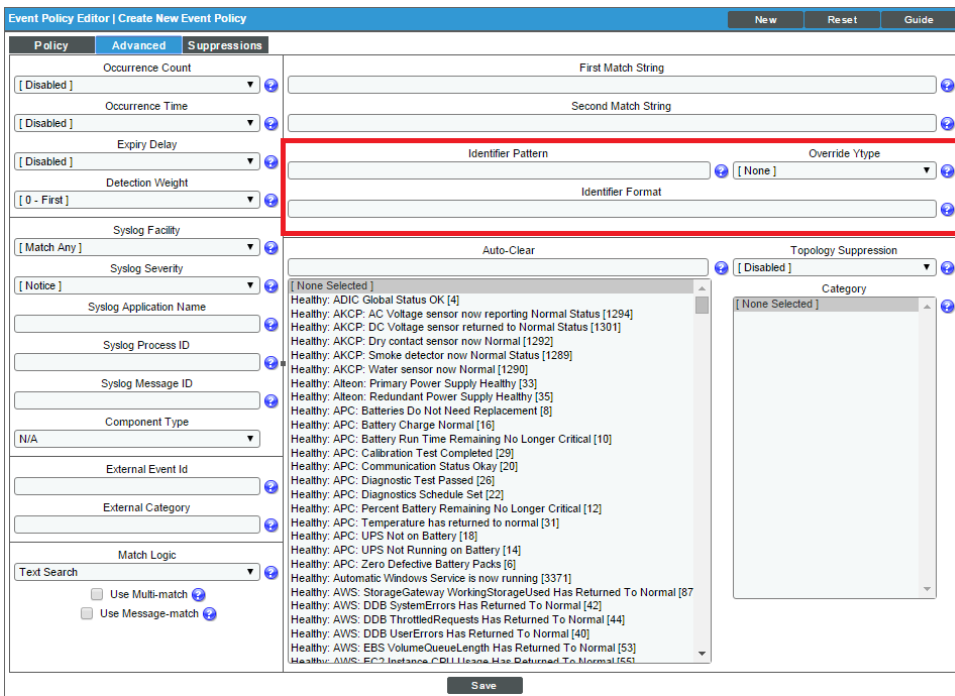 Event Policy Editor | Create New Event Policy
New
Reset
Guide
Policy
Advanced
Suppressions
Occurrence Count
[ Disabled ]
Occurrence Time
[ Disabled ]
Expiry Delay
[ Disabled ]
Detection Weight
[ 0 - First ]
Syslog Facility
[ Match Any ]
Syslog Severity
[ Notice ]
Syslog Application Name
Syslog Process ID
Syslog Message ID
Component Type
N/A
External Event Id
External Category
Match Logic
Text Search
Use Multi-match
Use Message-match
First Match String
Second Match String
Identifier Pattern
Override Ytype
[ None ]
Identifier Format
Auto-Clear
[ None Selected ]
Healthy: ADIC Global Status OK [4]
Healthy: AKCP: AC Voltage sensor now reporting Normal Status [1294]
Healthy: AKCP: DC Voltage sensor returned to Normal Status [1301]
Healthy: AKCP: Dry contact sensor now Normal [1292]
Healthy: AKCP: Smoke detector now Normal Status [1289]
Healthy: AKCP: Water sensor now Normal [1290]
Healthy: Alteon: Primary Power Supply Healthy [33]
Healthy: Alteon: Redundant Power Supply Healthy [35]
Healthy: APC: Batteries Do Not Need Replacement [8]
Healthy: APC: Battery Charge Normal [16]
Healthy: APC: Battery Run Time Remaining No Longer Critical [10]
Healthy: APC: Calibration Test Completed [29]
Healthy: APC: Communication Status Okay [20]
Healthy: APC: Diagnostic Test Passed [26]
Healthy: APC: Diagnostics Schedule Set [22]
Healthy: APC: Percent Battery Remaining No Longer Critical [12]
Healthy: APC: Temperature has returned to normal [31]
Healthy: APC: UPS Not on Battery [18]
Healthy: APC: UPS Not Running on Battery [14]
Healthy: APC: Zero Defective Battery Packs [6]
Healthy: Automatic Windows Service is now running [3371]
Healthy: AWS: StorageGateway WorkingStorageUsed Has Returned To Normal [87
Healthy: AWS: DDB SystemErrors Has Returned To Normal [42]
Healthy: AWS: DDB ThrottledRequests Has Returned To Normal [44]
Healthy: AWS: DDB UserErrors Has Returned To Normal [40]
Healthy: AWS: EBS VolumeQueueLength Has Returned To Normal [53]
Healthy: AWS: EC2 Instance CPU Usage Has Returned To Normal [55]
Topology Suppression
[ Disabled ]
Category
[ None Selected ]
Save